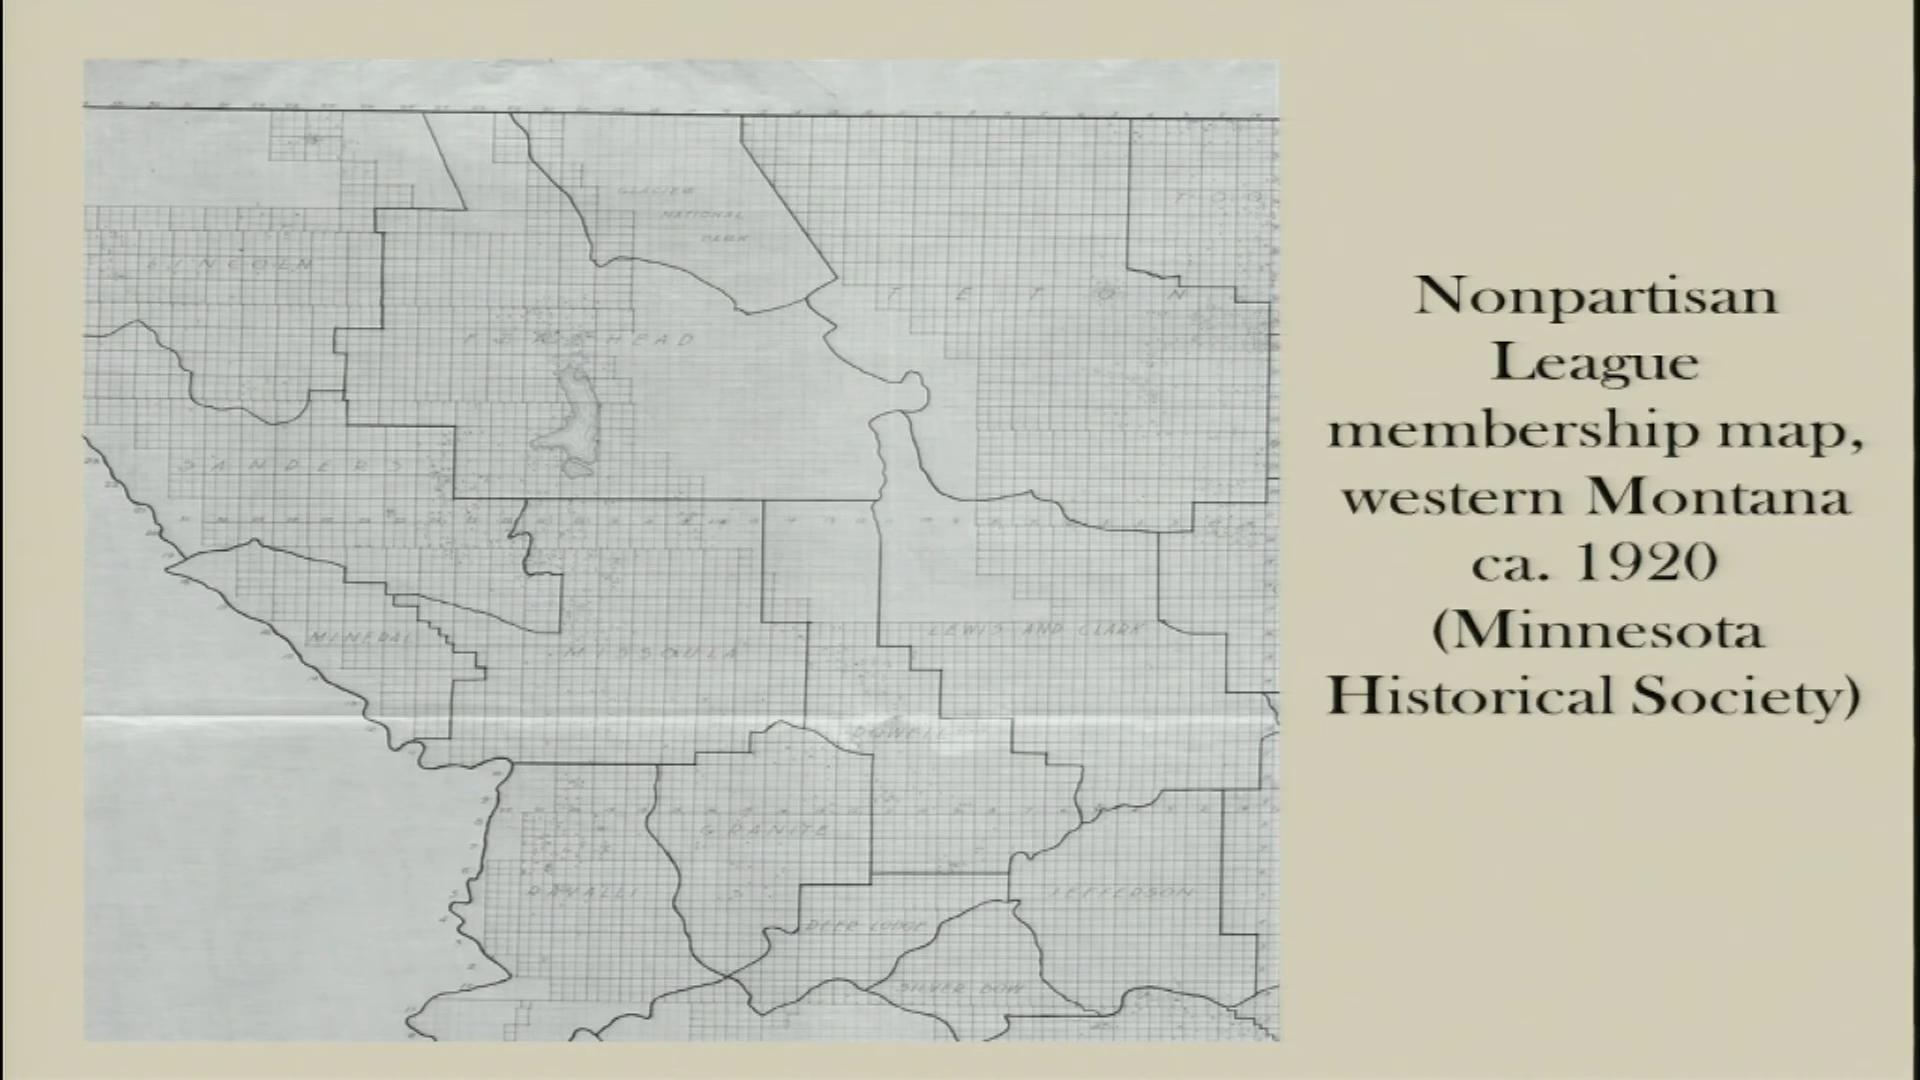 GLACIER
NATIONAL
PARK
LINCOLN
TETON
FLATHEAD
SANDERS
MINERAL
MISSOULA
LEWIS AND CLARK
POWELL
GRANITE
RAVALLI
JEFFERSON
DEER LODGE
SILVER BOW
Nonpartisan
League
membership map,
western Montana
ca. 1920
(Minnesota
Historical Society)